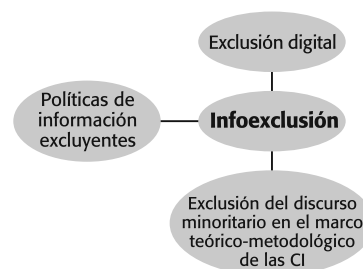 Exclusión digital
Políticas de
información
excluyentes
Infoexclusión
Exclusión del discurso
minoritario en el marco
teórico-metodológico
de las CI